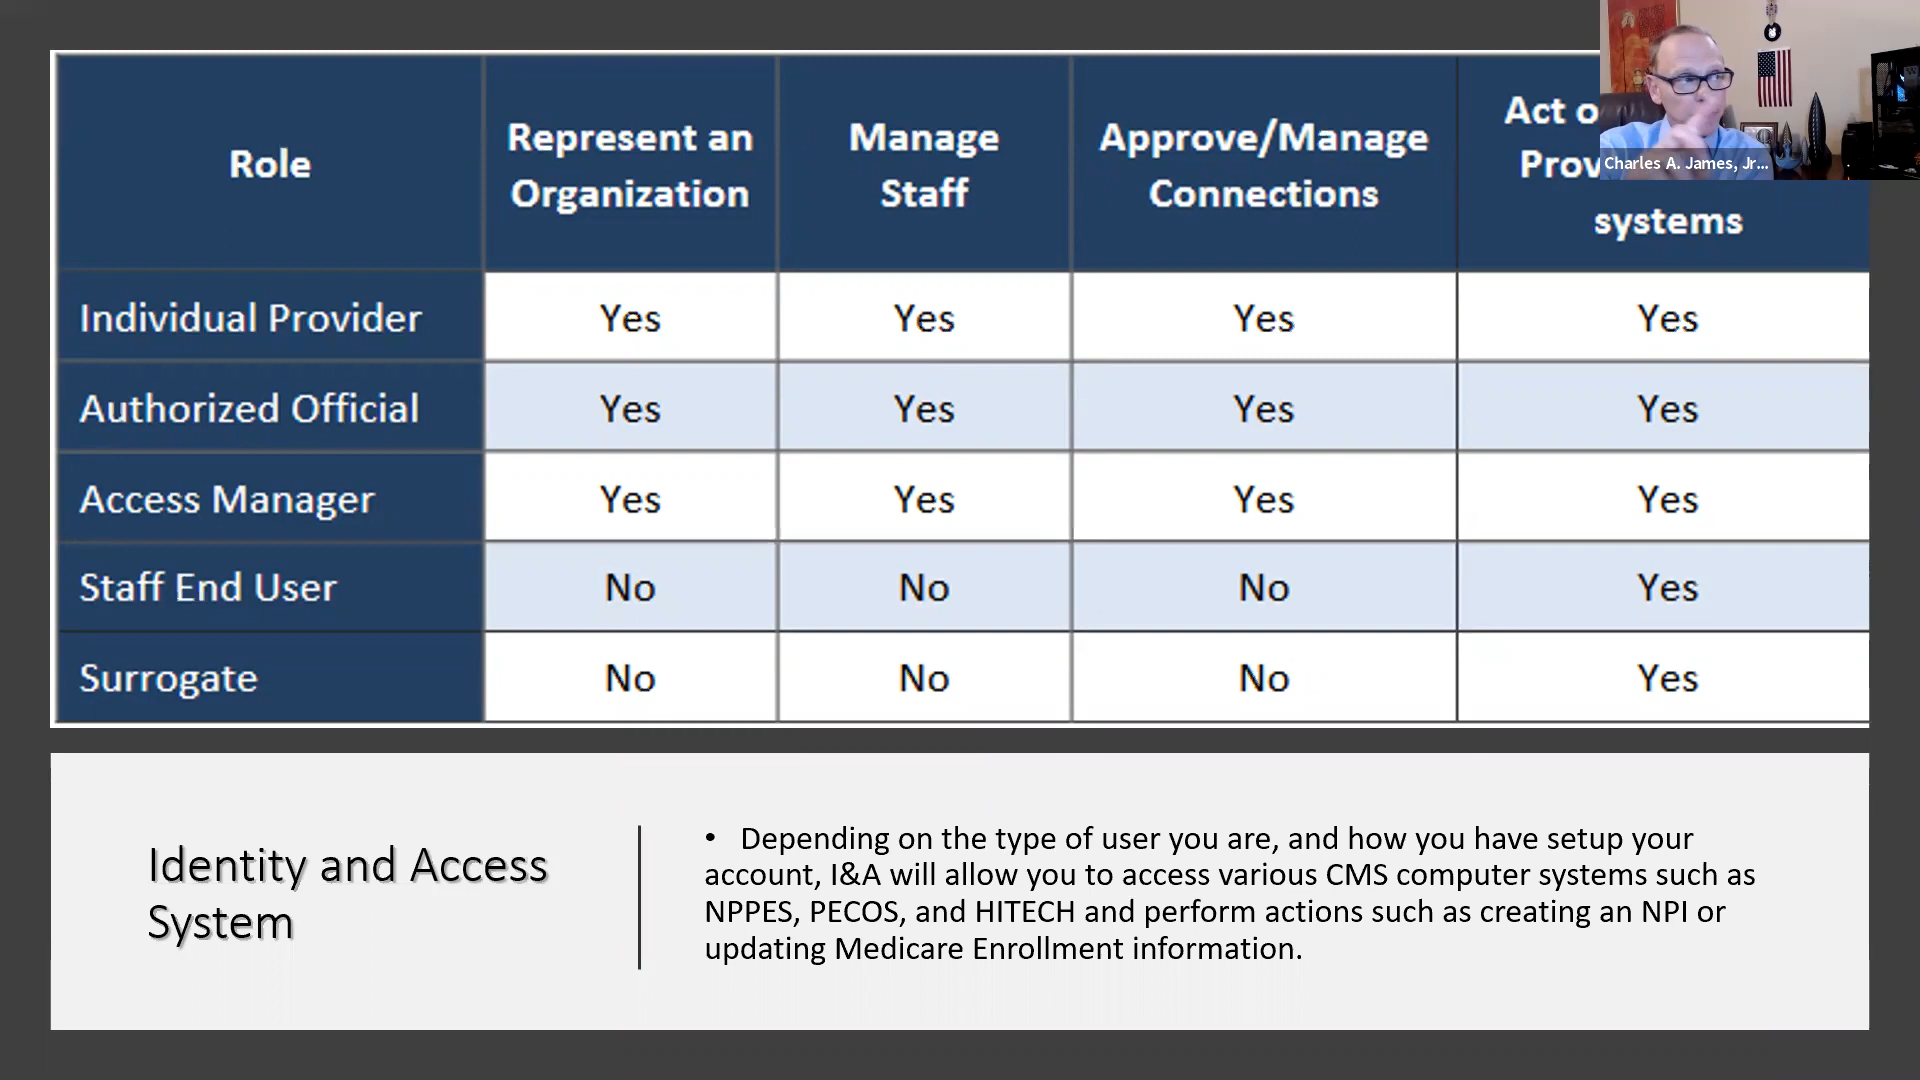 Role
Represent an
Organization
Manage
Staff
Approve/Manage
Connections
Act
systems
Charles A. James, Jr...
Individual Provider Yes Yes Yes Yes
Authorized Official Yes Yes Yes Yes
Access Manager Yes Yes Yes Yes
Staff End User No No No Yes
Surrogate No No No Yes
Identity and Access
System
• Depending on the type of user you are, and how you have setup your
account, I&A will allow you to access various CMS computer systems such as
NPPES, PECOS, and HITECH and perform actions such as creating an NPI or
updating Medicare Enrollment information.